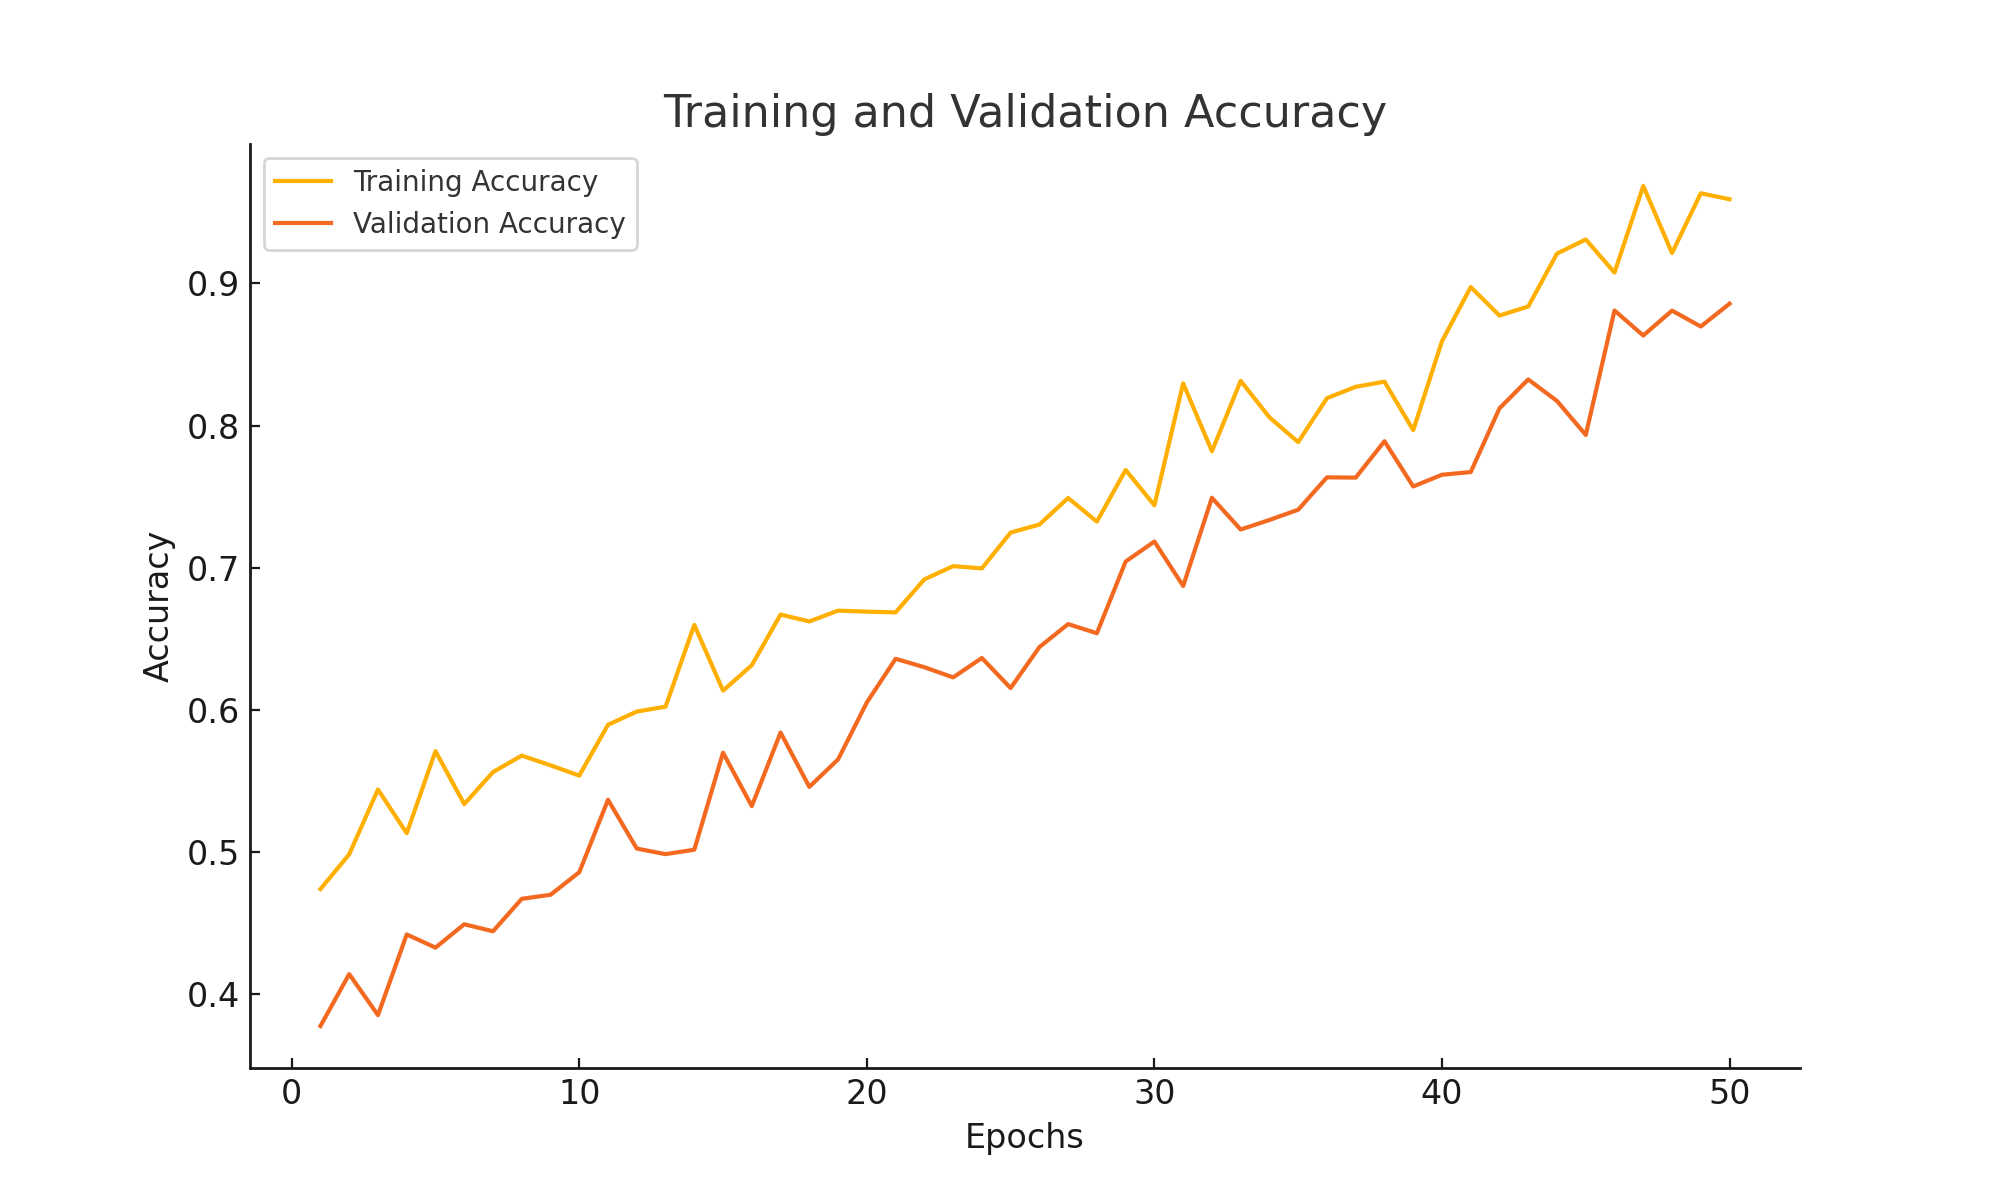 Training and Validation Accuracy
Training Accuracy
Validation Accuracy
Accuracy
0.9
0.8
0.7
0.6
0.5
0.4
0 10 20 30 40 50
Epochs